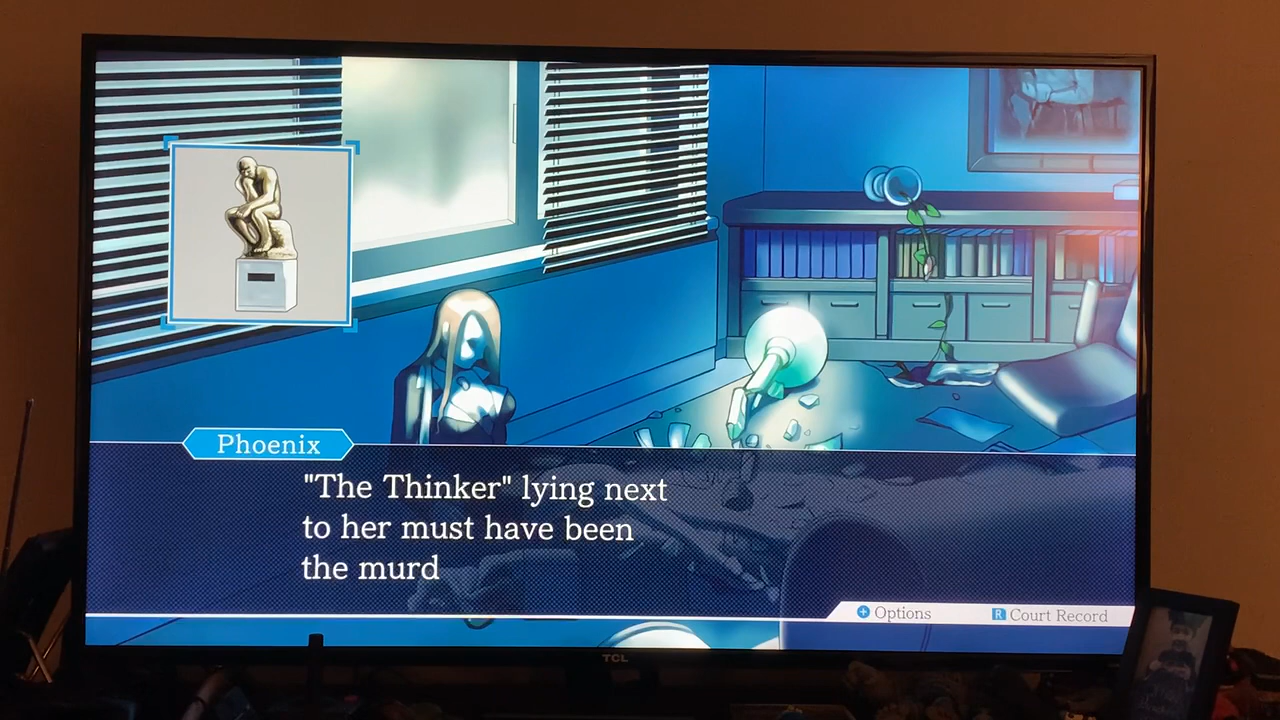 Phoenix
"The Thinker" lying next
to her must have been
the murd
Options
R Court Record
TCL